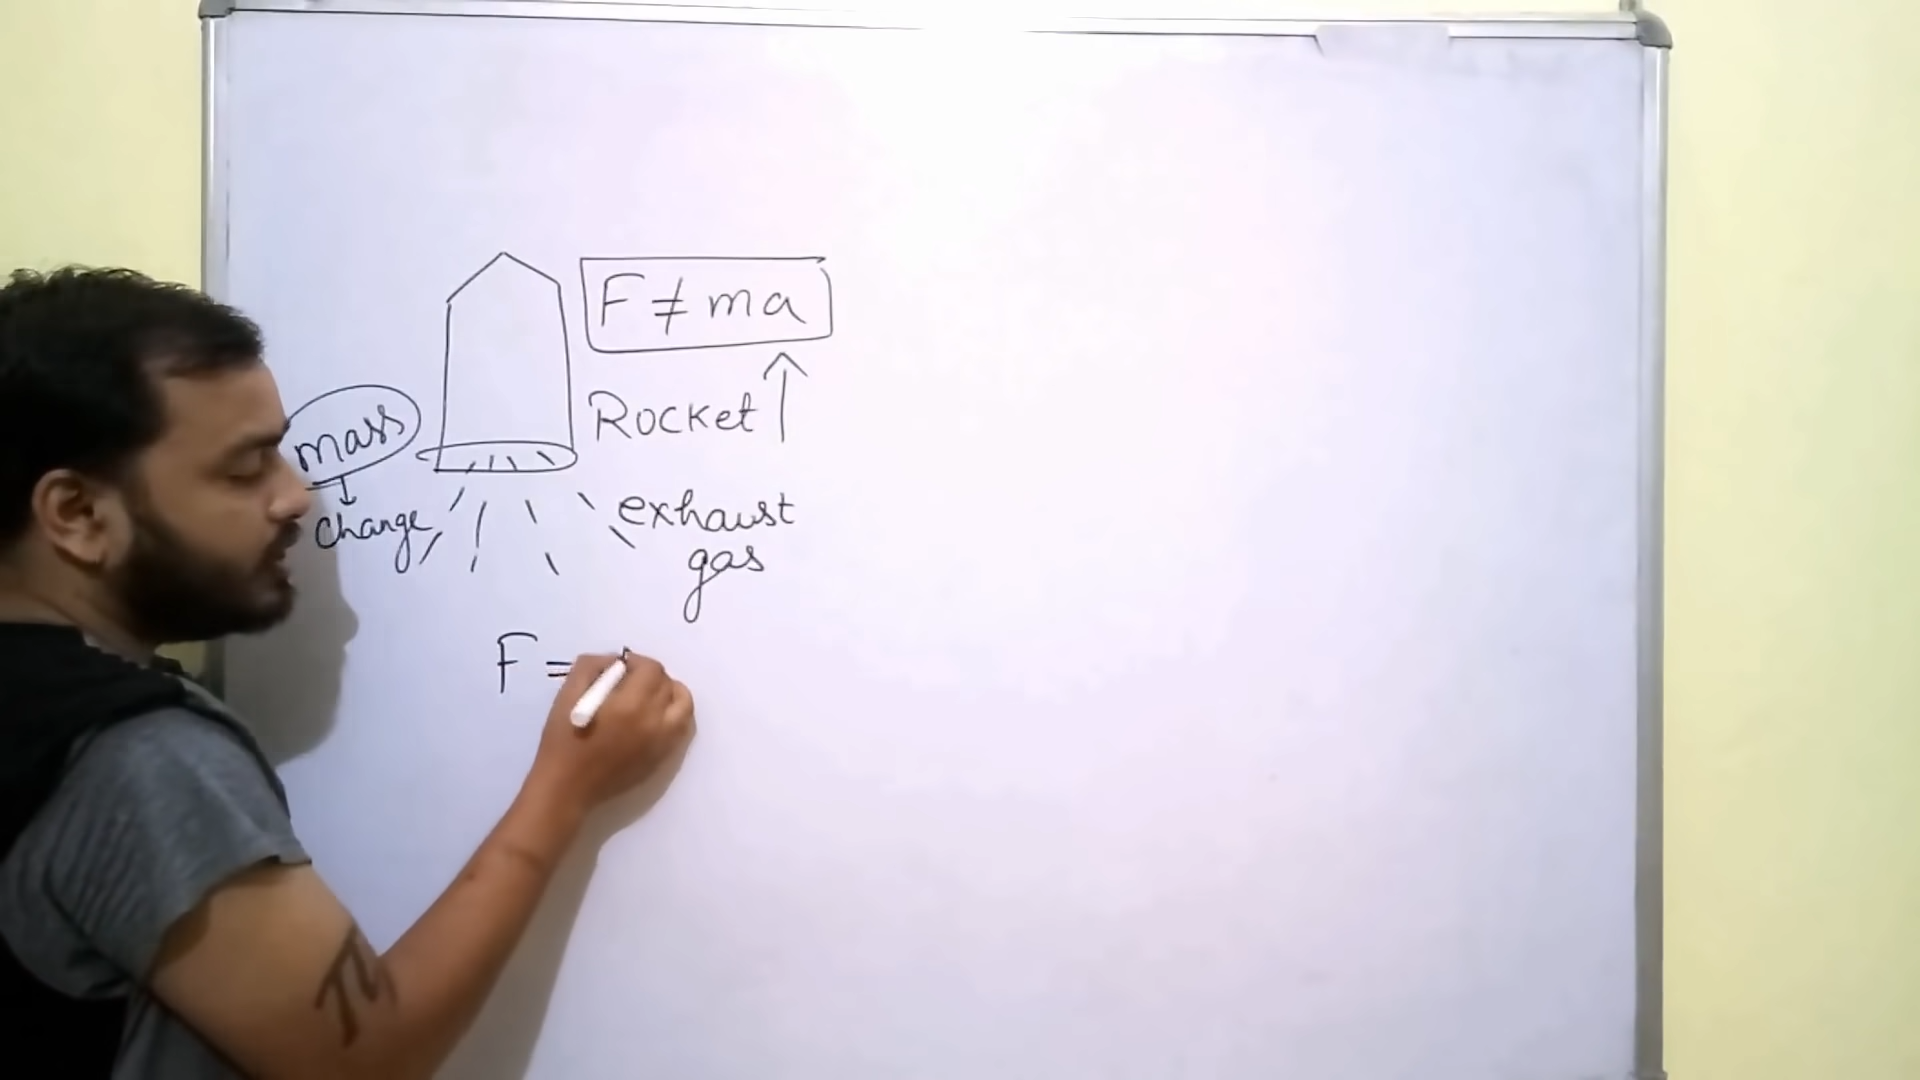 F ≠ ma
Rocket
mass
change
exhaust
gas
F =